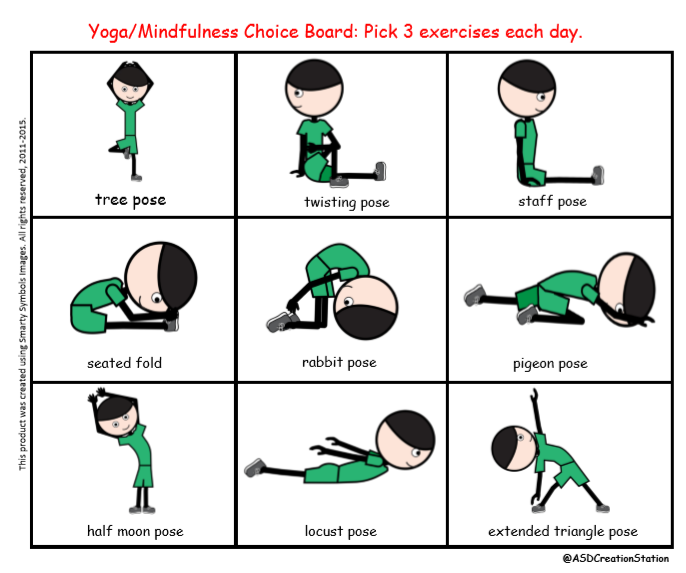 Yoga/Mindfulness Choice Board: Pick 3 exercises each day.
This product was created using Smarty Symbols Images. All rights reserved, 2011-2015.
tree pose
twisting pose
staff pose
seated fold
rabbit pose
pigeon pose
half moon pose
locust pose
extended triangle pose
@ASDCreationStation